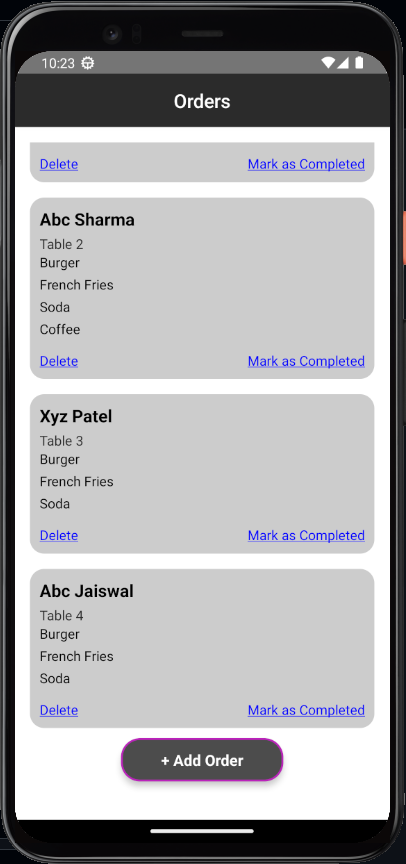 10:23
Orders
Delete Mark as Completed
Abc Sharma
Table 2
Burger
French Fries
Soda
Coffee
Delete Mark as Completed
Xyz Patel
Table 3
Burger
French Fries
Soda
Delete Mark as Completed
Abc Jaiswal
Table 4
Burger
French Fries
Soda
Delete Mark as Completed
+ Add Order